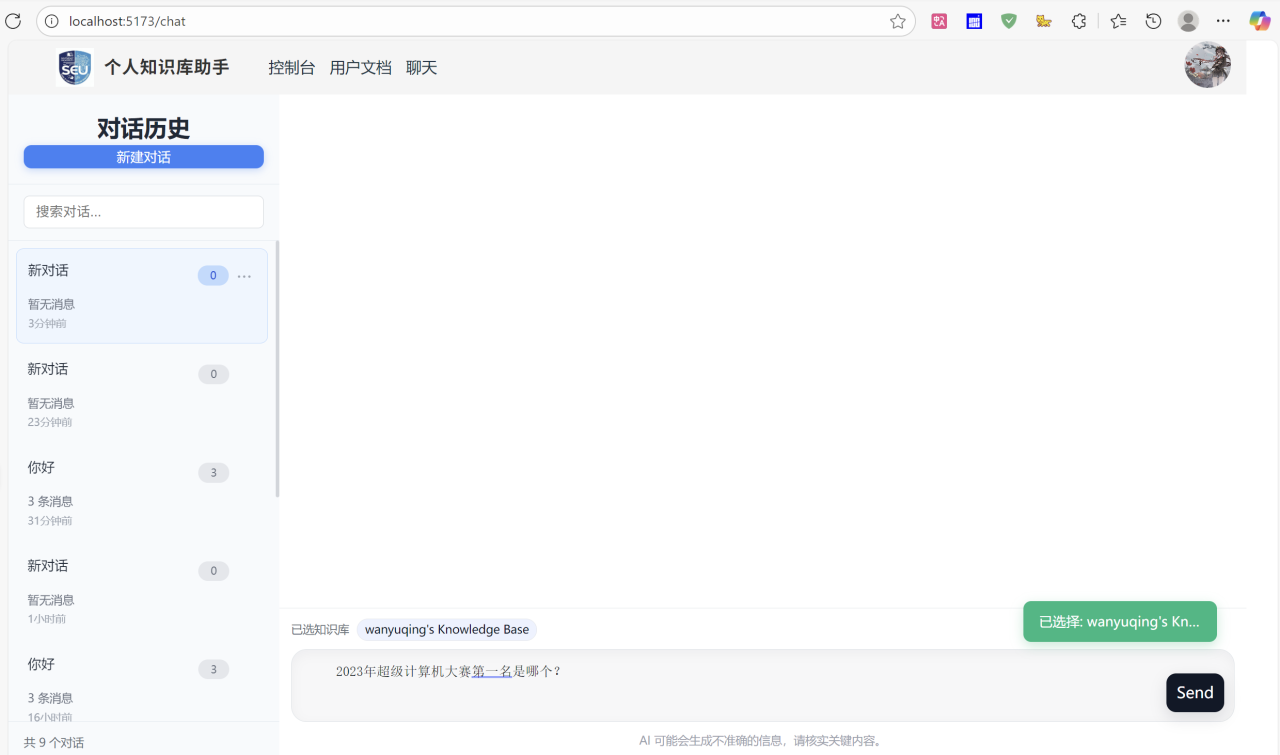 localhost:5173/chat
SEU 个人知识库助手 控制台 用户文档 聊天
对话历史
新建对话
搜索对话...
新对话 0 ...
暂无消息
3分钟前
新对话 0
暂无消息
23分钟前
你好 3
3 条消息
31分钟前
新对话 0
暂无消息
1小时前
你好 3
3 条消息
16小时前
共 9 个对话
已选知识库 wanyuqing's Knowledge Base
已选择: wanyuqing's Kn...
2023年超级计算机大赛第一名是哪个?
Send
AI 可能会生成不准确的信息，请核实关键内容。